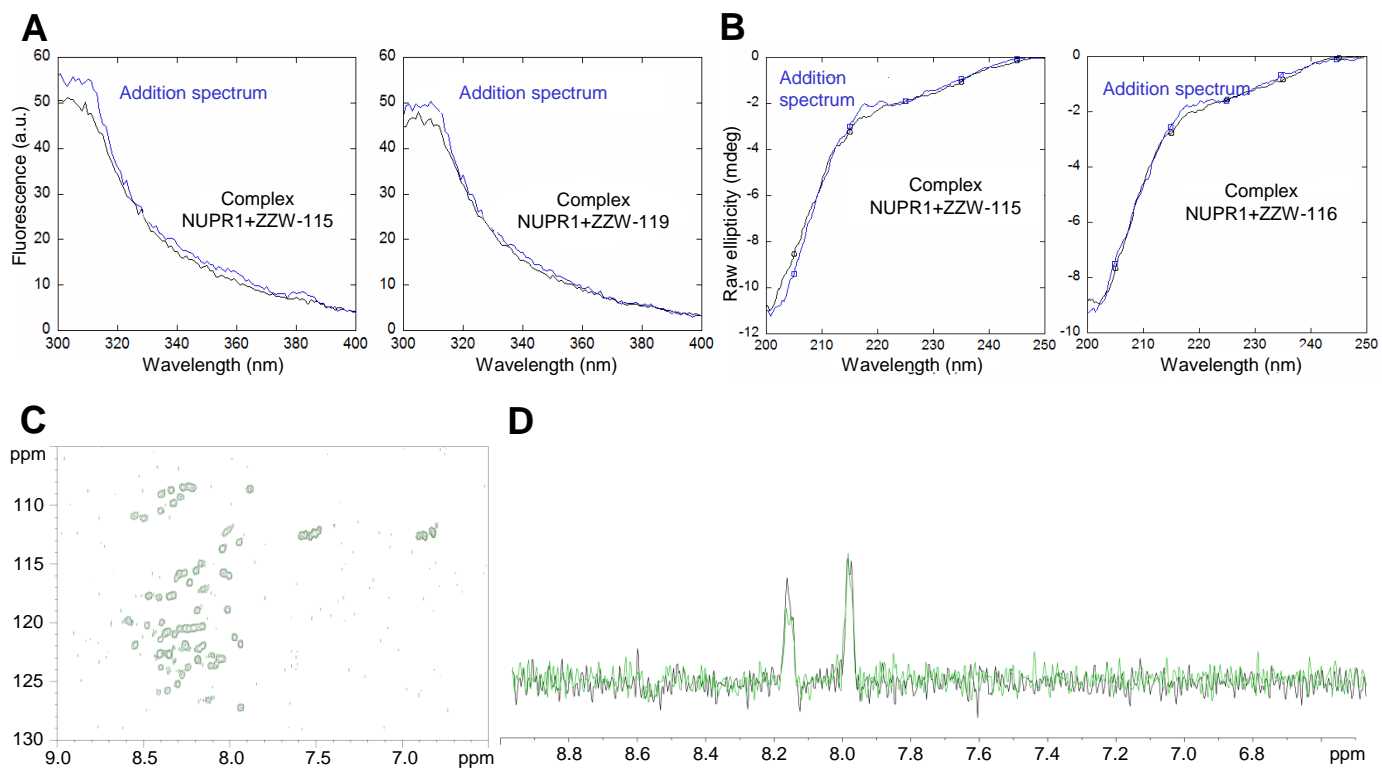 A
B
60
50
40
30
20
10
0
Fluorescence (a.u.)
Addition spectrum
Complex
NUPR1+ZZW-115
300
320
340
360
380
400
Wavelength (nm)
60
50
40
30
20
10
0
Addition spectrum
Complex
NUPR1+ZZW-119
300
320
340
360
380
400
Wavelength (nm)
0
-2
-4
-6
-8
-10
-12
Raw ellipticity (mdeg)
Addition
spectrum
Complex
NUPR1+ZZW-115
200
210
220
230
240
250
Wavelength (nm)
0
-2
-4
-6
-8
-10
Addition spectrum
Complex
NUPR1+ZZW-116
200
210
220
230
240
250
Wavelength (nm)
C
D
ppm
110
115
120
125
130
9.0
8.5
8.0
7.5
7.0
ppm
8.8
8.6
8.4
8.2
8.0
7.8
7.6
7.4
7.2
7.0
6.8
ppm